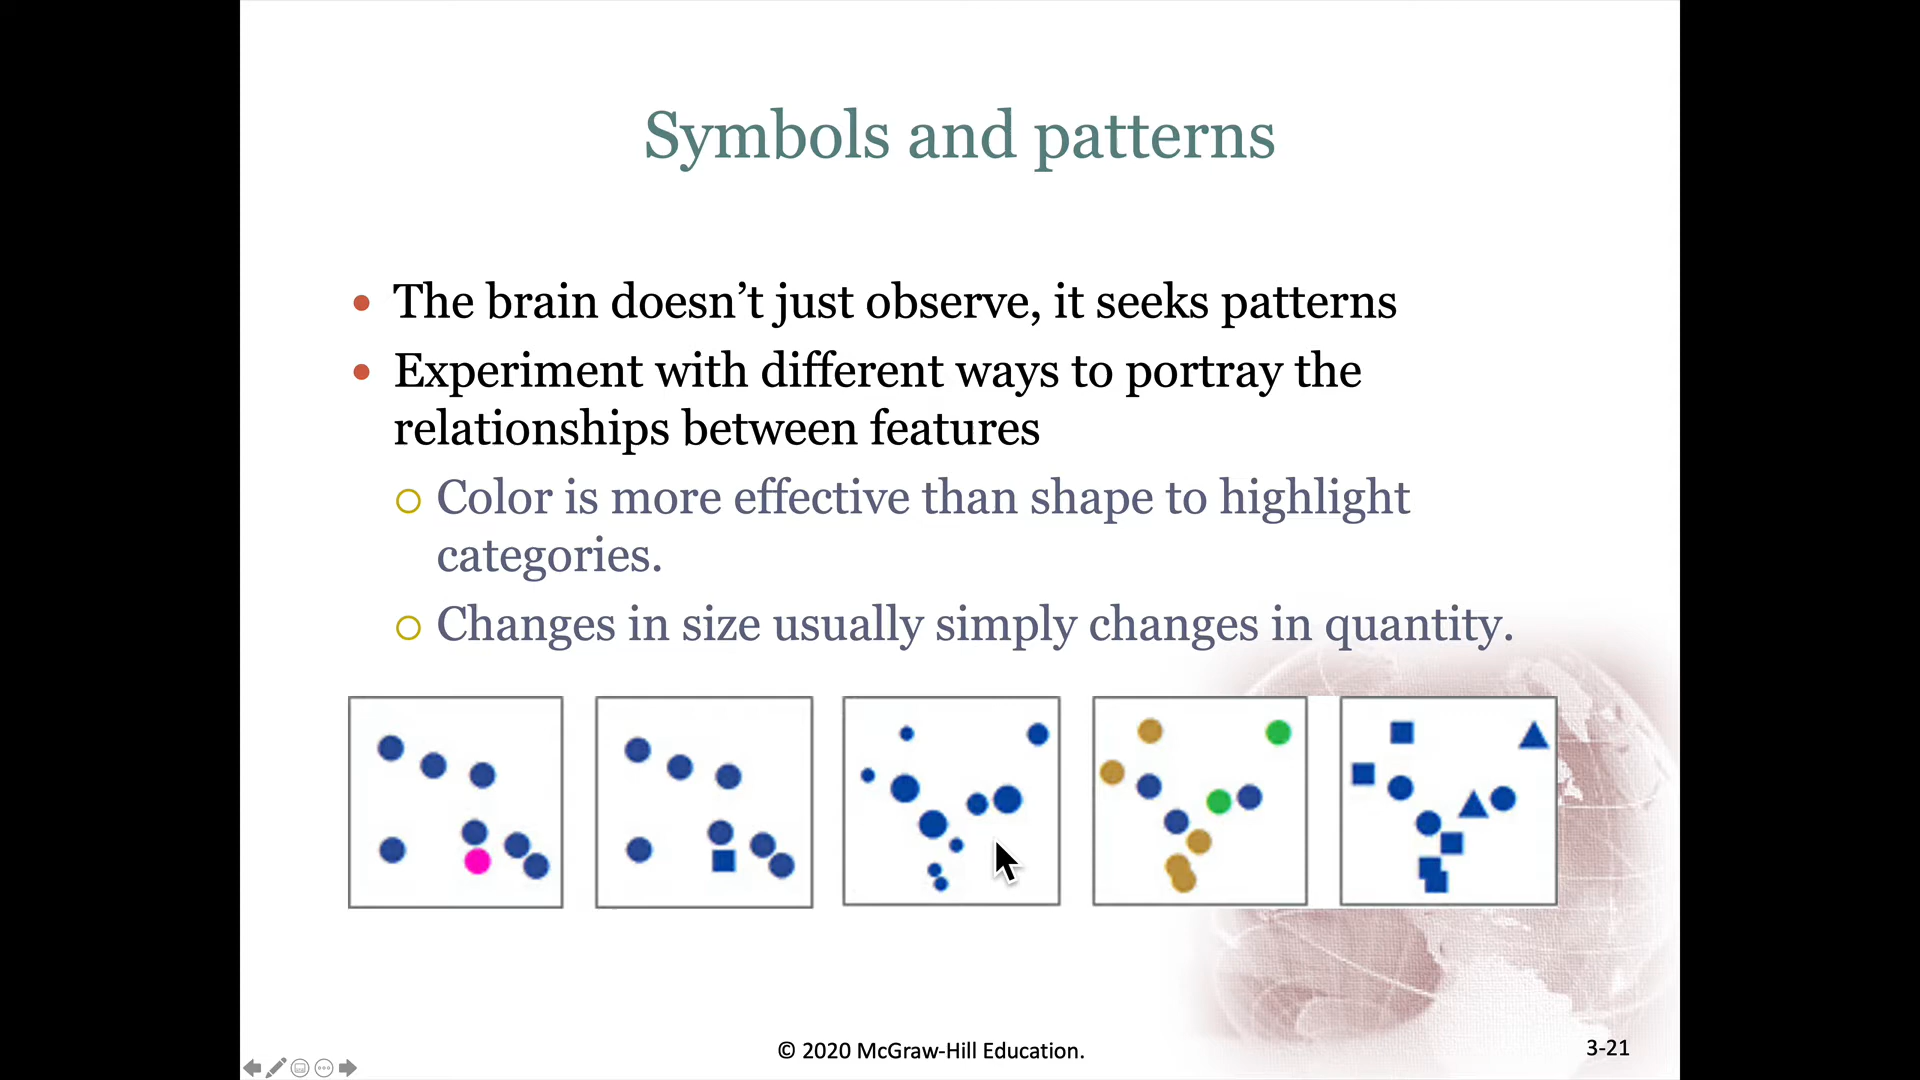 Symbols and patterns
The brain doesn’t just observe, it seeks patterns
Experiment with different ways to portray the
relationships between features
Color is more effective than shape to highlight
categories.
Changes in size usually simply changes in quantity.
© 2020 McGraw-Hill Education.
3-21